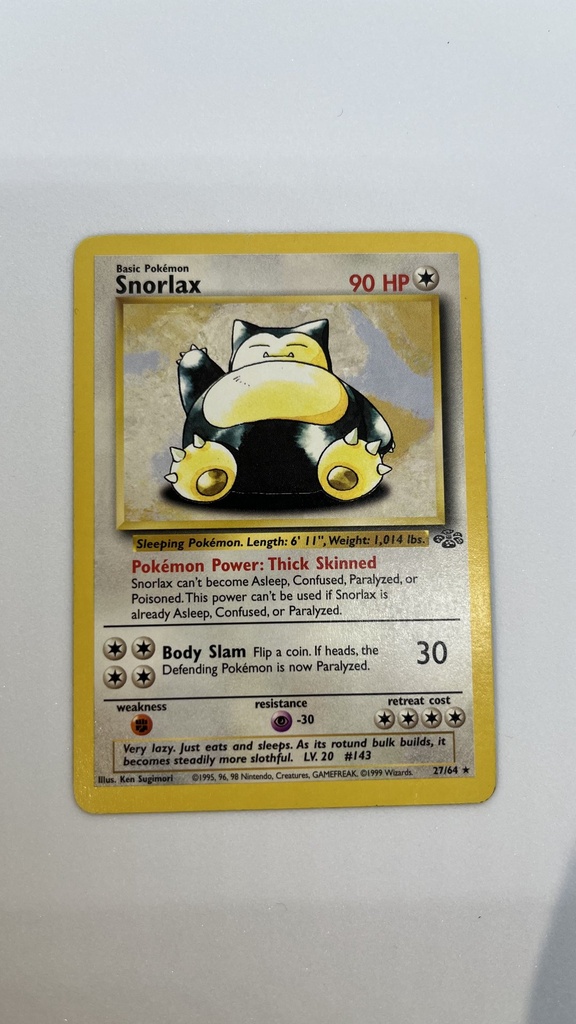 Basic Pokémon
Snorlax 90 HP
Sleeping Pokémon. Length: 6' 11", Weight: 1,014 lbs.
Pokémon Power: Thick Skinned
Snorlax can't become Asleep, Confused, Paralyzed, or
Poisoned. This power can't be used if Snorlax is
already Asleep, Confused, or Paralyzed.
Body Slam Flip a coin. If heads, the
Defending Pokémon is now Paralyzed.
30
weakness resistance retreat cost
-30
Very lazy. Just eats and sleeps. As its rotund bulk builds, it
becomes steadily more slothful. LV. 20 #143
Illus. Ken Sugimori ©1995, 96, 98 Nintendo, Creatures, GAMEFREAK. ©1999 Wizards. 27/64 ★